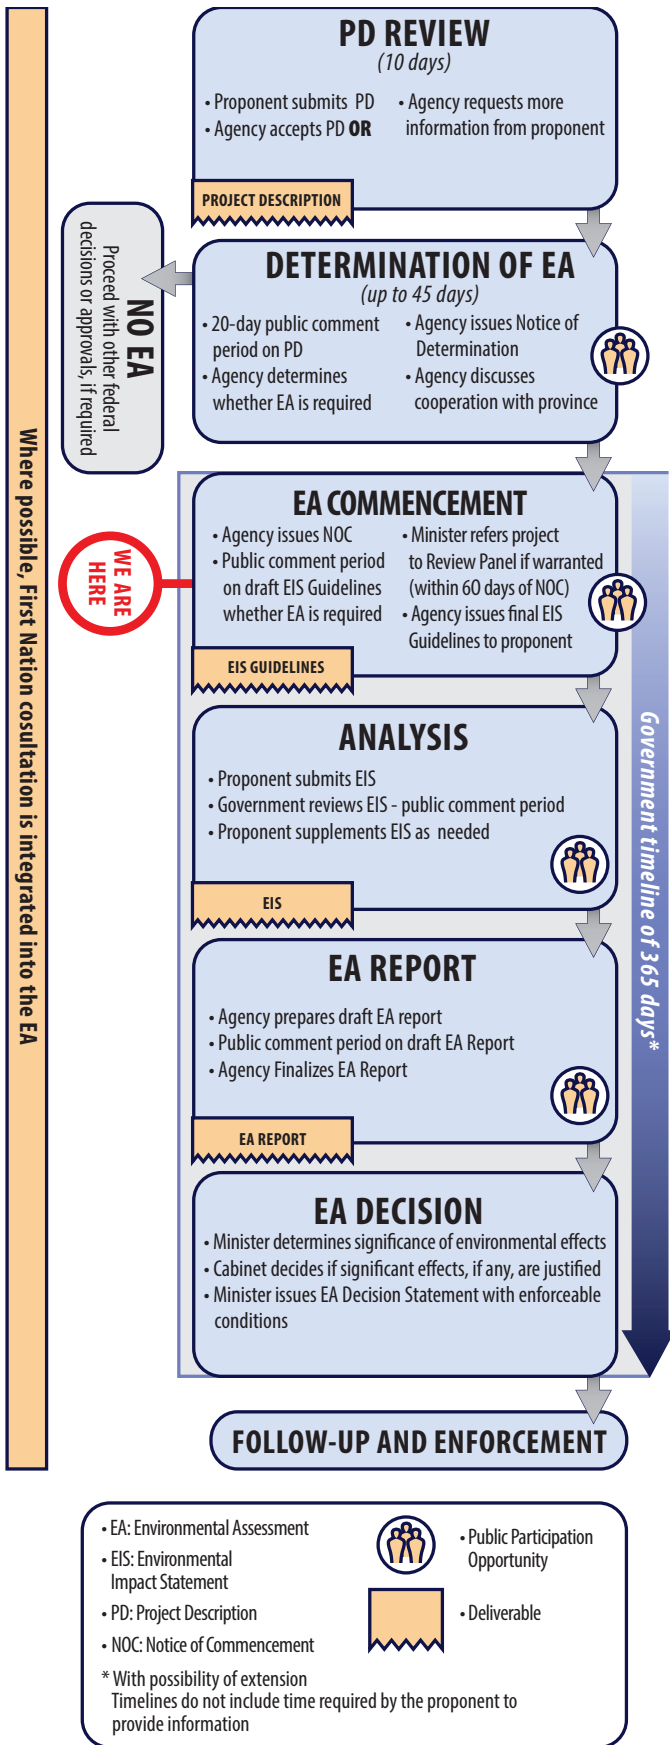 PD REVIEW
(10 days)
• Proponent submits PD
• Agency accepts PD OR
• Agency requests more
information from proponent
PROJECT DESCRIPTION
DETERMINATION OF EA
(up to 45 days)
• 20-day public comment
period on PD
• Agency determines
whether EA is required
• Agency issues Notice of
Determination
• Agency discusses
cooperation with province
NO EA
Proceed with other federal
decisions or approvals, if required
Where possible, First Nation cosultation is integrated into the EA
EA COMMENCEMENT
• Agency issues NOC
• Public comment period
on draft EIS Guidelines
whether EA is required
• Minister refers project
to Review Panel if warranted
(within 60 days of NOC)
• Agency issues final EIS
Guidelines to proponent
WE ARE
HERE
EIS GUIDELINES
ANALYSIS
• Proponent submits EIS
• Government reviews EIS - public comment period
• Proponent supplements EIS as needed
EIS
Government timeline of 365 days*
EA REPORT
• Agency prepares draft EA report
• Public comment period on draft EA Report
• Agency Finalizes EA Report
EA REPORT
EA DECISION
• Minister determines significance of environmental effects
• Cabinet decides if significant effects, if any, are justified
• Minister issues EA Decision Statement with enforceable
conditions
FOLLOW-UP AND ENFORCEMENT
• EA: Environmental Assessment
• EIS: Environmental
Impact Statement
• PD: Project Description
• NOC: Notice of Commencement
• Public Participation
Opportunity
• Deliverable
* With possibility of extension
Timelines do not include time required by the proponent to
provide information